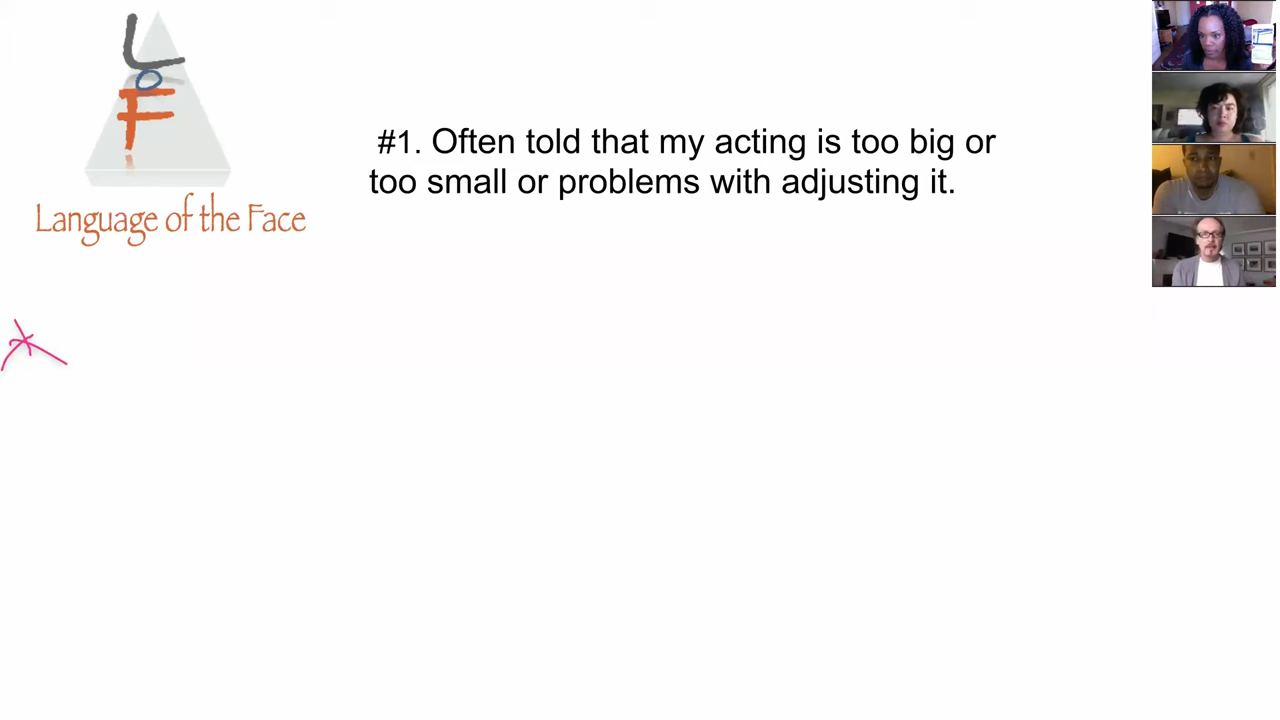 LOF
Language of the Face
#1. Often told that my acting is too big or
too small or problems with adjusting it.